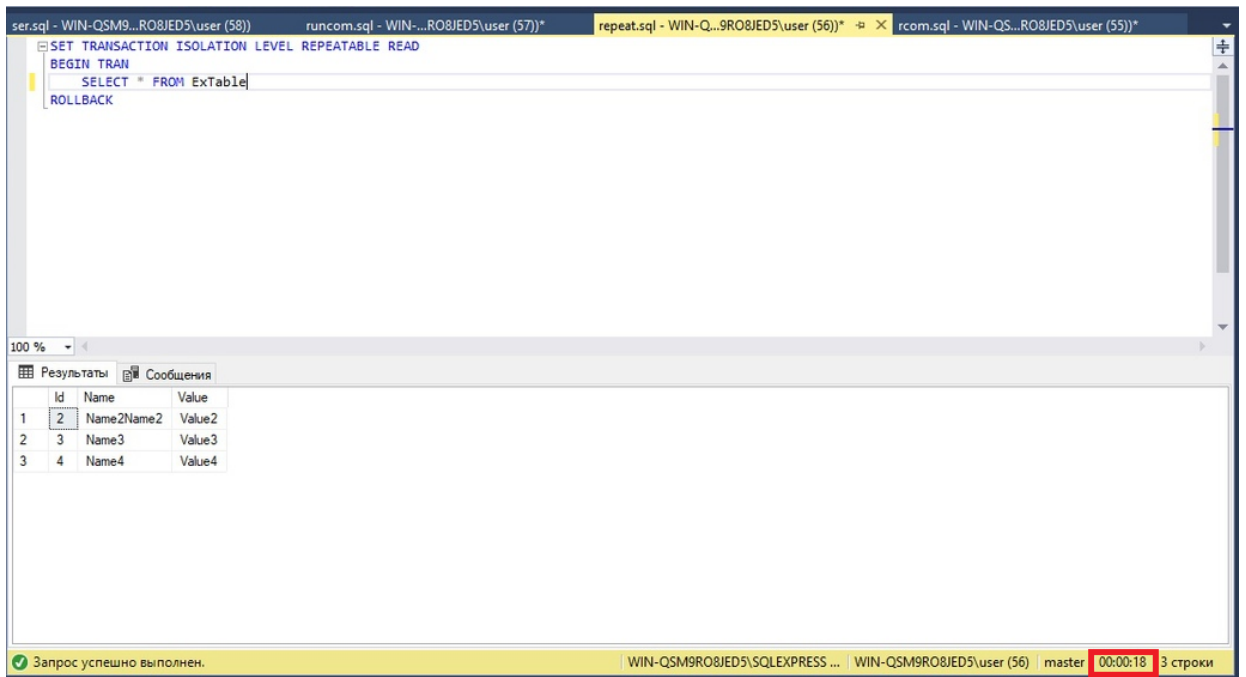 ser.sql - WIN-QSM9...RO8JED5\user (58)) runcom.sql - WIN-...RO8JED5\user (57))* repeat.sql - WIN-Q...9RO8JED5\user (56))* rcom.sql - WIN-QS...RO8JED5\user (55))*
SET TRANSACTION ISOLATION LEVEL REPEATABLE READ
BEGIN TRAN
SELECT * FROM ExTable
ROLLBACK
100 %
Результаты Сообщения
Id Name Value
1 2 Name2Name2 Value2
2 3 Name3 Value3
3 4 Name4 Value4
Запрос успешно выполнен. WIN-QSM9RO8JED5\SQLEXPRESS ... WIN-QSM9RO8JED5\user (56) master 00:00:18 3 строки